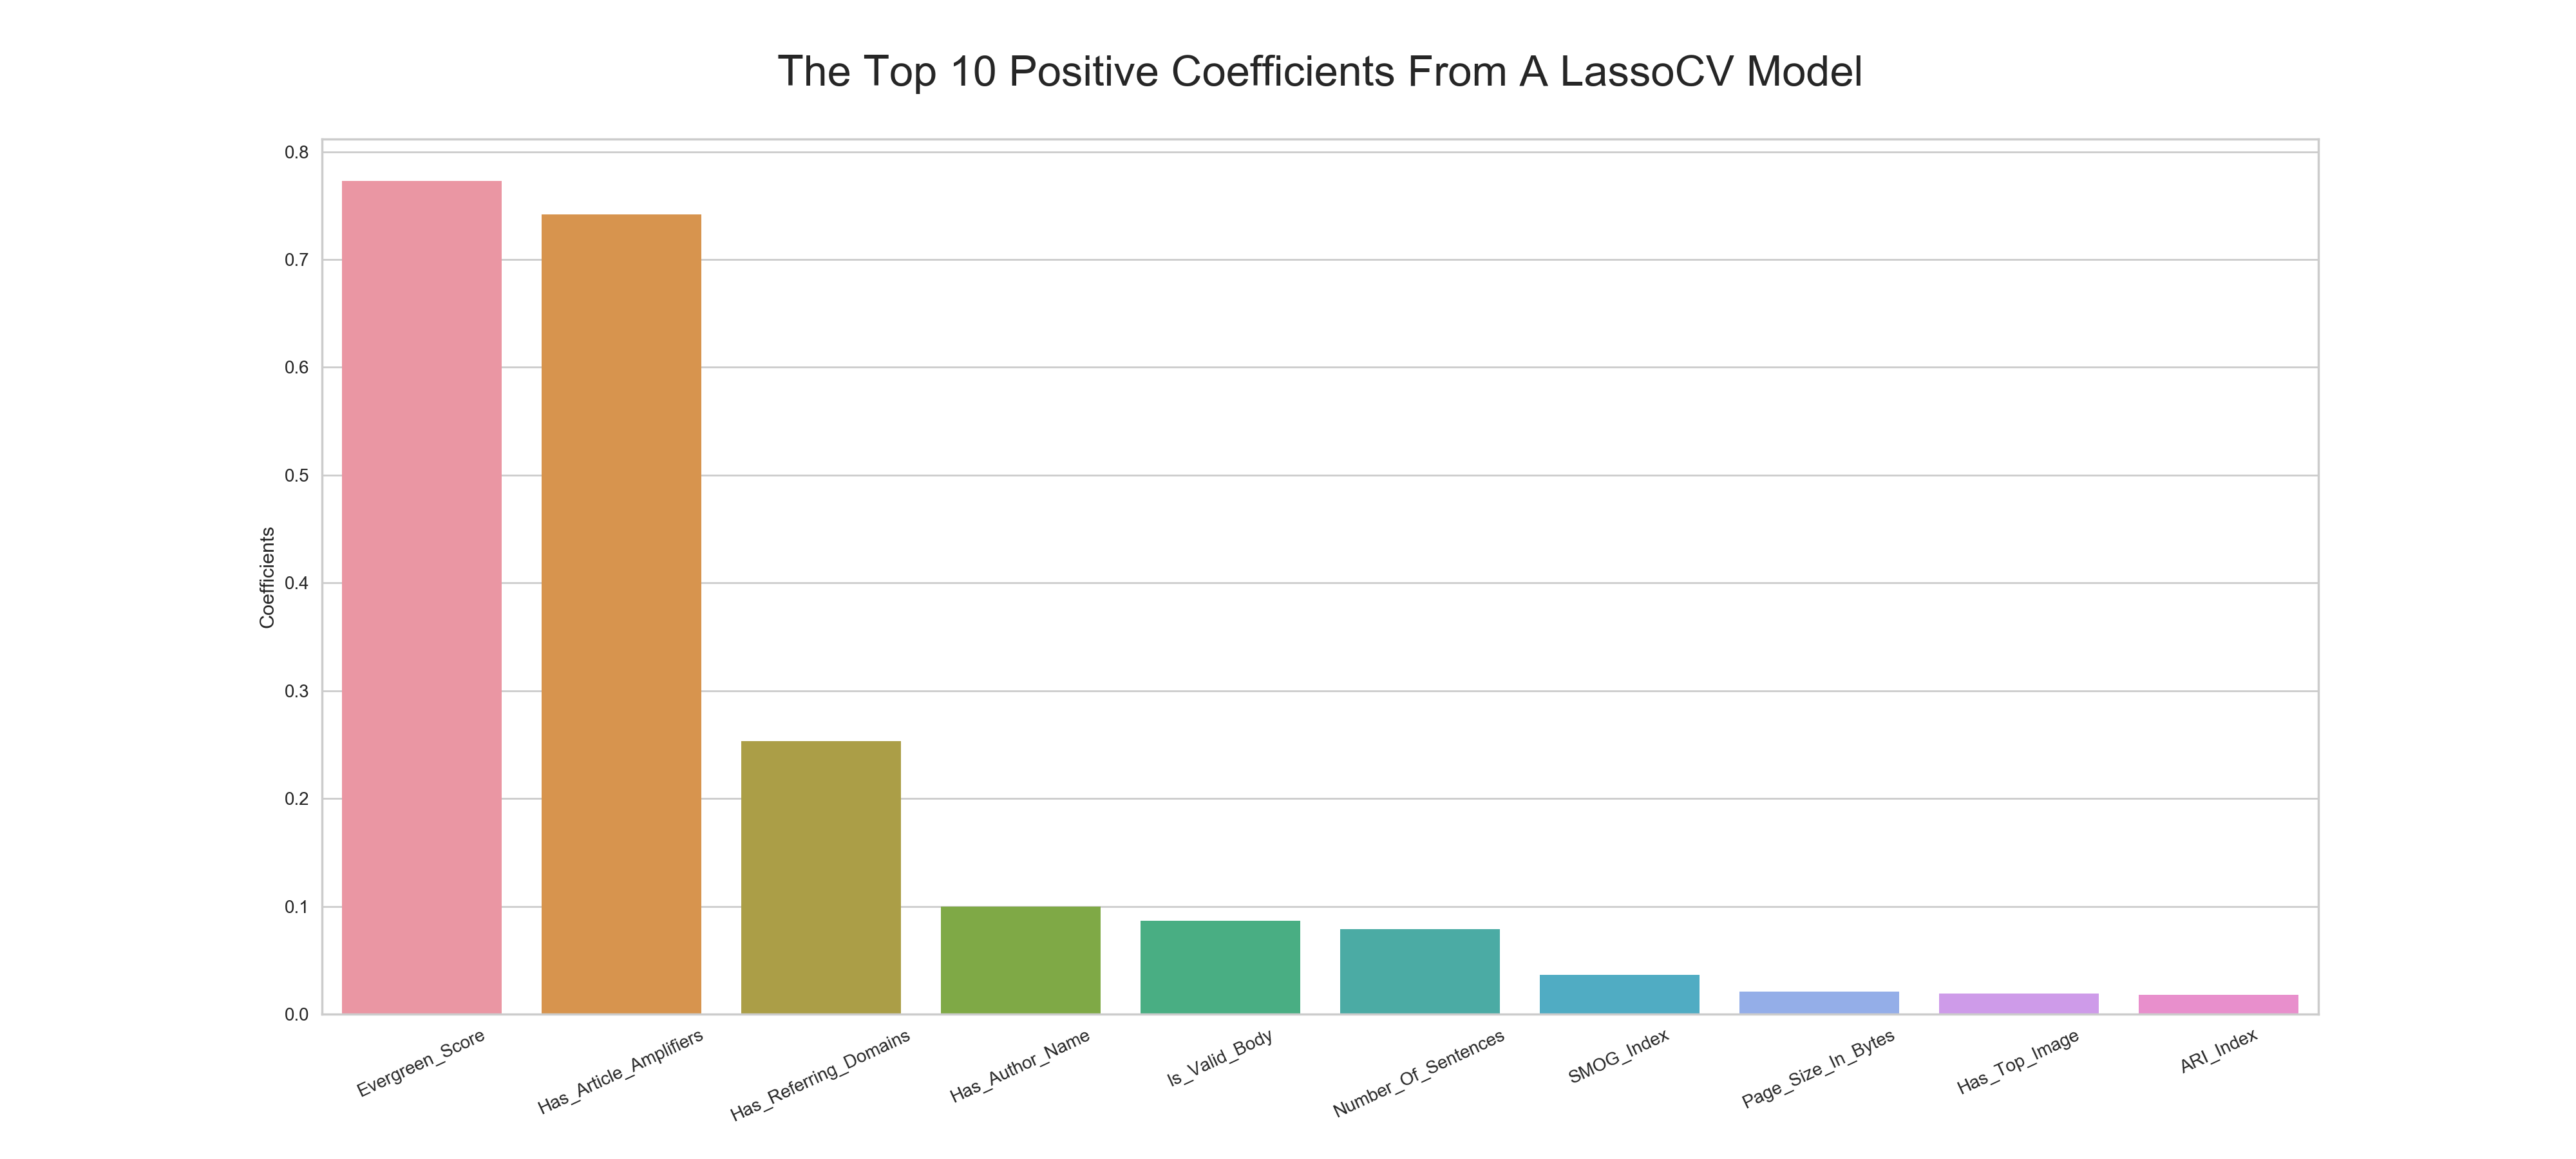 The Top 10 Positive Coefficients From A LassoCV Model
0.8
0.7
0.6
0.5
0.4
0.3
0.2
0.1
0.0
Coefficients
Evergreen_Score
Has_Article_Amplifiers
Has_Referring_Domains
Has_Author_Name
Is_Valid_Body
Number_Of_Sentences
SMOG_Index
Page_Size_In_Bytes
Has_Top_Image
ARI_Index